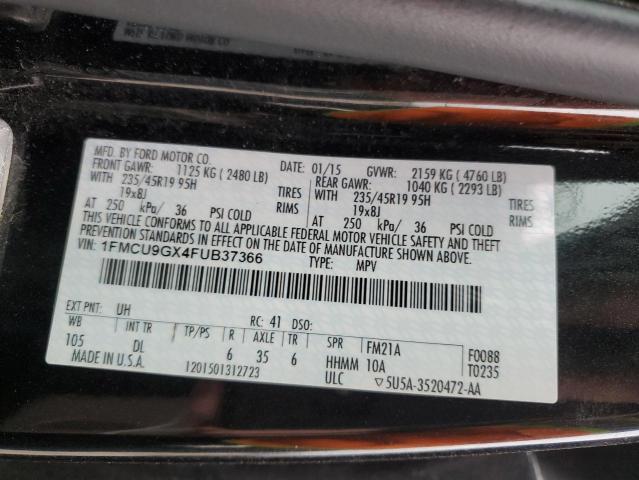 MFD. BY FORD MOTOR CO.
DATE: 01/15 GVWR: 2159 KG ( 4760 LB)
FRONT GAWR: 1125 KG ( 2480 LB) REAR GAWR: 1040 KG ( 2293 LB)
WITH 235/45R19 95H TIRES WITH 235/45R19 95H TIRES
19x8J RIMS 19x8J RIMS
AT 250 kPa/ 36 PSI COLD AT 250 kPa/ 36 PSI COLD
THIS VEHICLE CONFORMS TO ALL APPLICABLE FEDERAL MOTOR VEHICLE SAFETY AND THEFT
PREVENTION STANDARDS IN EFFECT ON THE DATE OF MANUFACTURE SHOWN ABOVE.
VIN: 1FMCU9GX4FUB37366 TYPE: MPV
EXT PNT: UH RC: 41 DSO:
WB INT TR TP/PS R AXLE TR SPR FM21A F0088
105 DL 6 35 6 HHMM 10A T0235
MADE IN U.S.A. 1201501312723 ULC ▽5U5A-3520472-AA